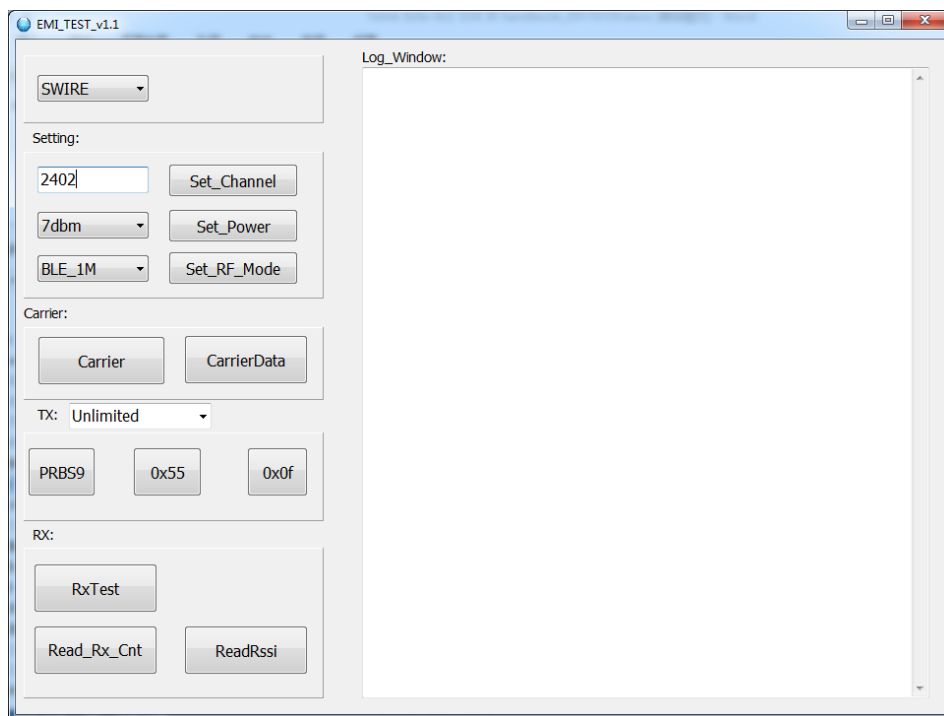 EMI_TEST_v1.1
Log_Window:
SWIRE
Setting:
2402
Set_Channel
7dbm
Set_Power
BLE_1M
Set_RF_Mode
Carrier:
Carrier
CarrierData
TX:
Unlimited
PRBS9
0x55
0x0f
RX:
RxTest
Read_Rx_Cnt
ReadRssi